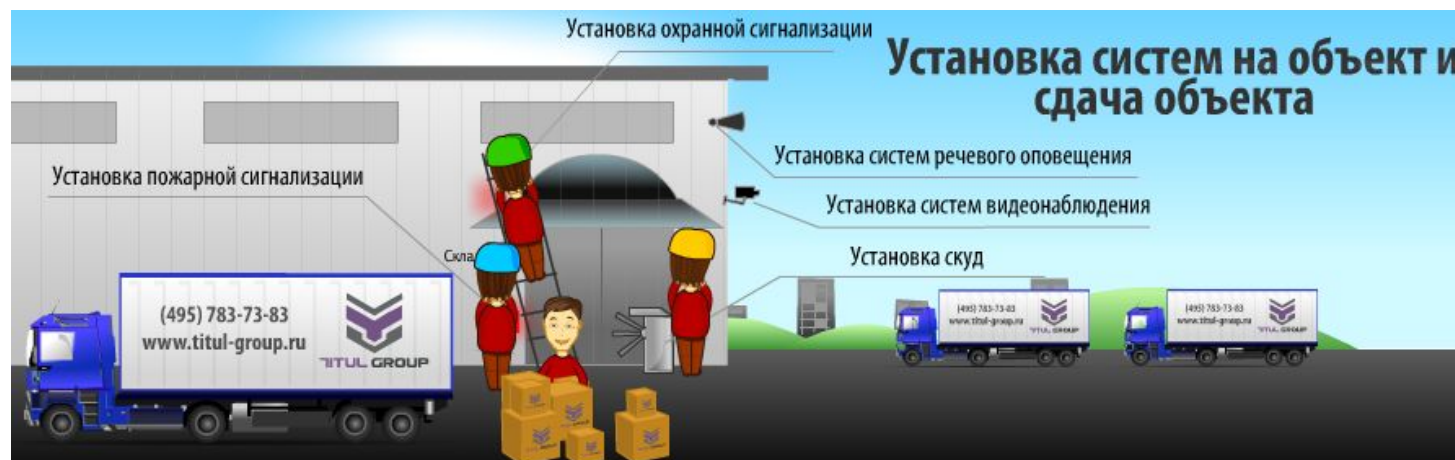 Установка охранной сигнализации
Установка систем на объект и
сдача объекта
Установка систем речевого оповещения
Установка пожарной сигнализации
Установка систем видеонаблюдения
Скла
Установка скуд
(495) 783-73-83
www.titul-group.ru
TITUL GROUP
(495) 783-73-83
www.titul-group.ru
TITUL GROUP
(495) 783-73-83
www.titul-group.ru
TITUL GROUP